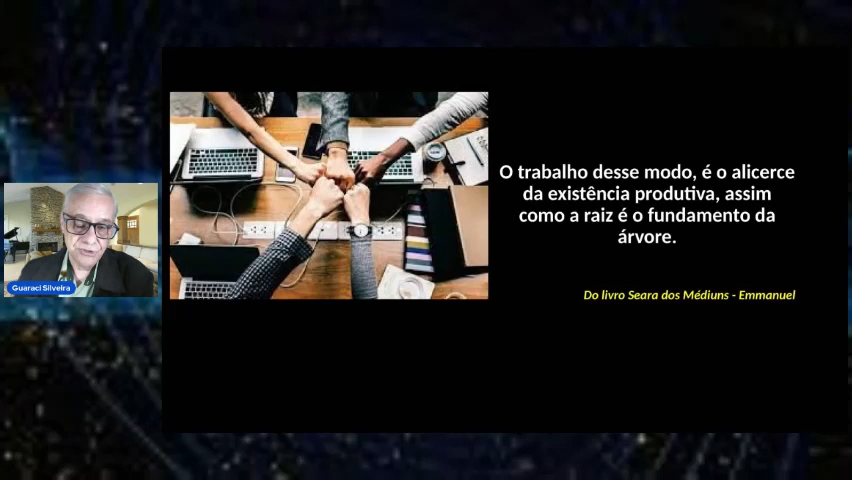 O trabalho desse modo, é o alicerce
da existência produtiva, assim
como a raiz é o fundamento da
árvore.
Do livro Seara dos Médiuns - Emmanuel
Guaraci Silveira